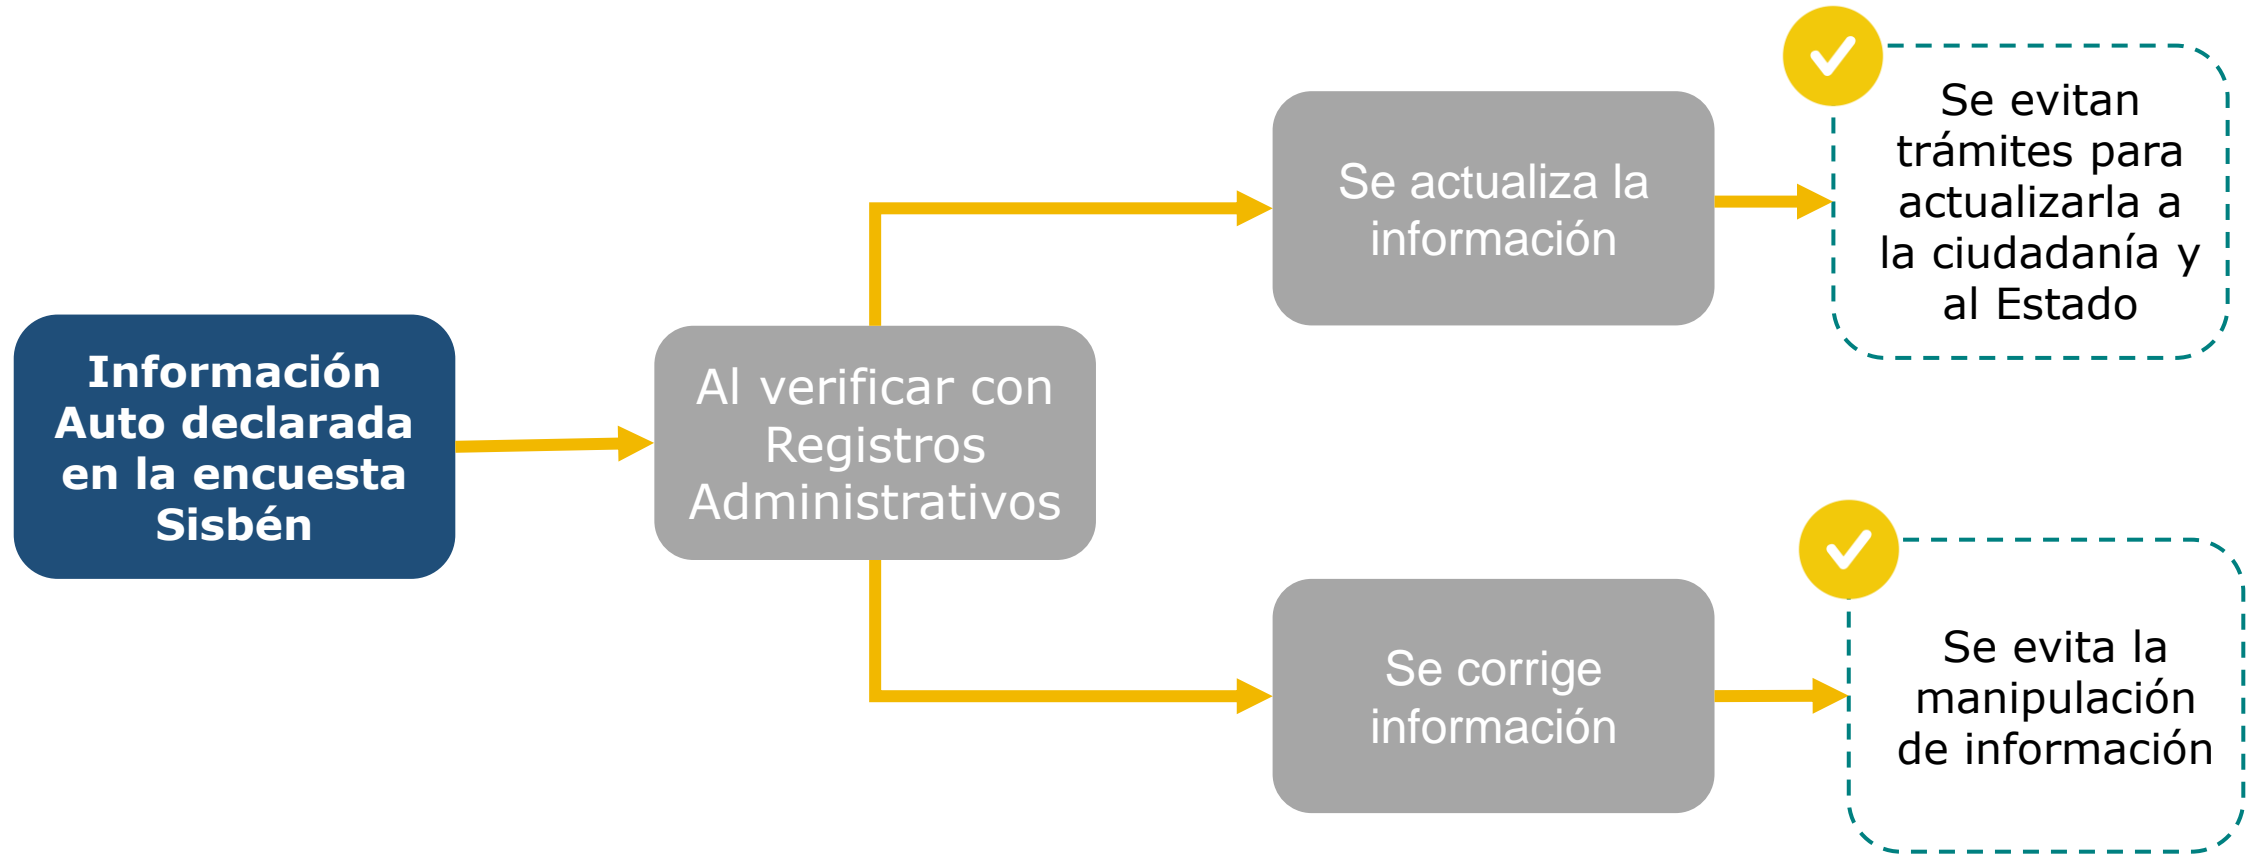 Información
Auto declarada
en la encuesta
Sisbén
Al verificar con
Registros
Administrativos
Se actualiza la
información
Se evitan
trámites para
actualizarla a
la ciudadanía y
al Estado
Se corrige
información
Se evita la
manipulación
de información